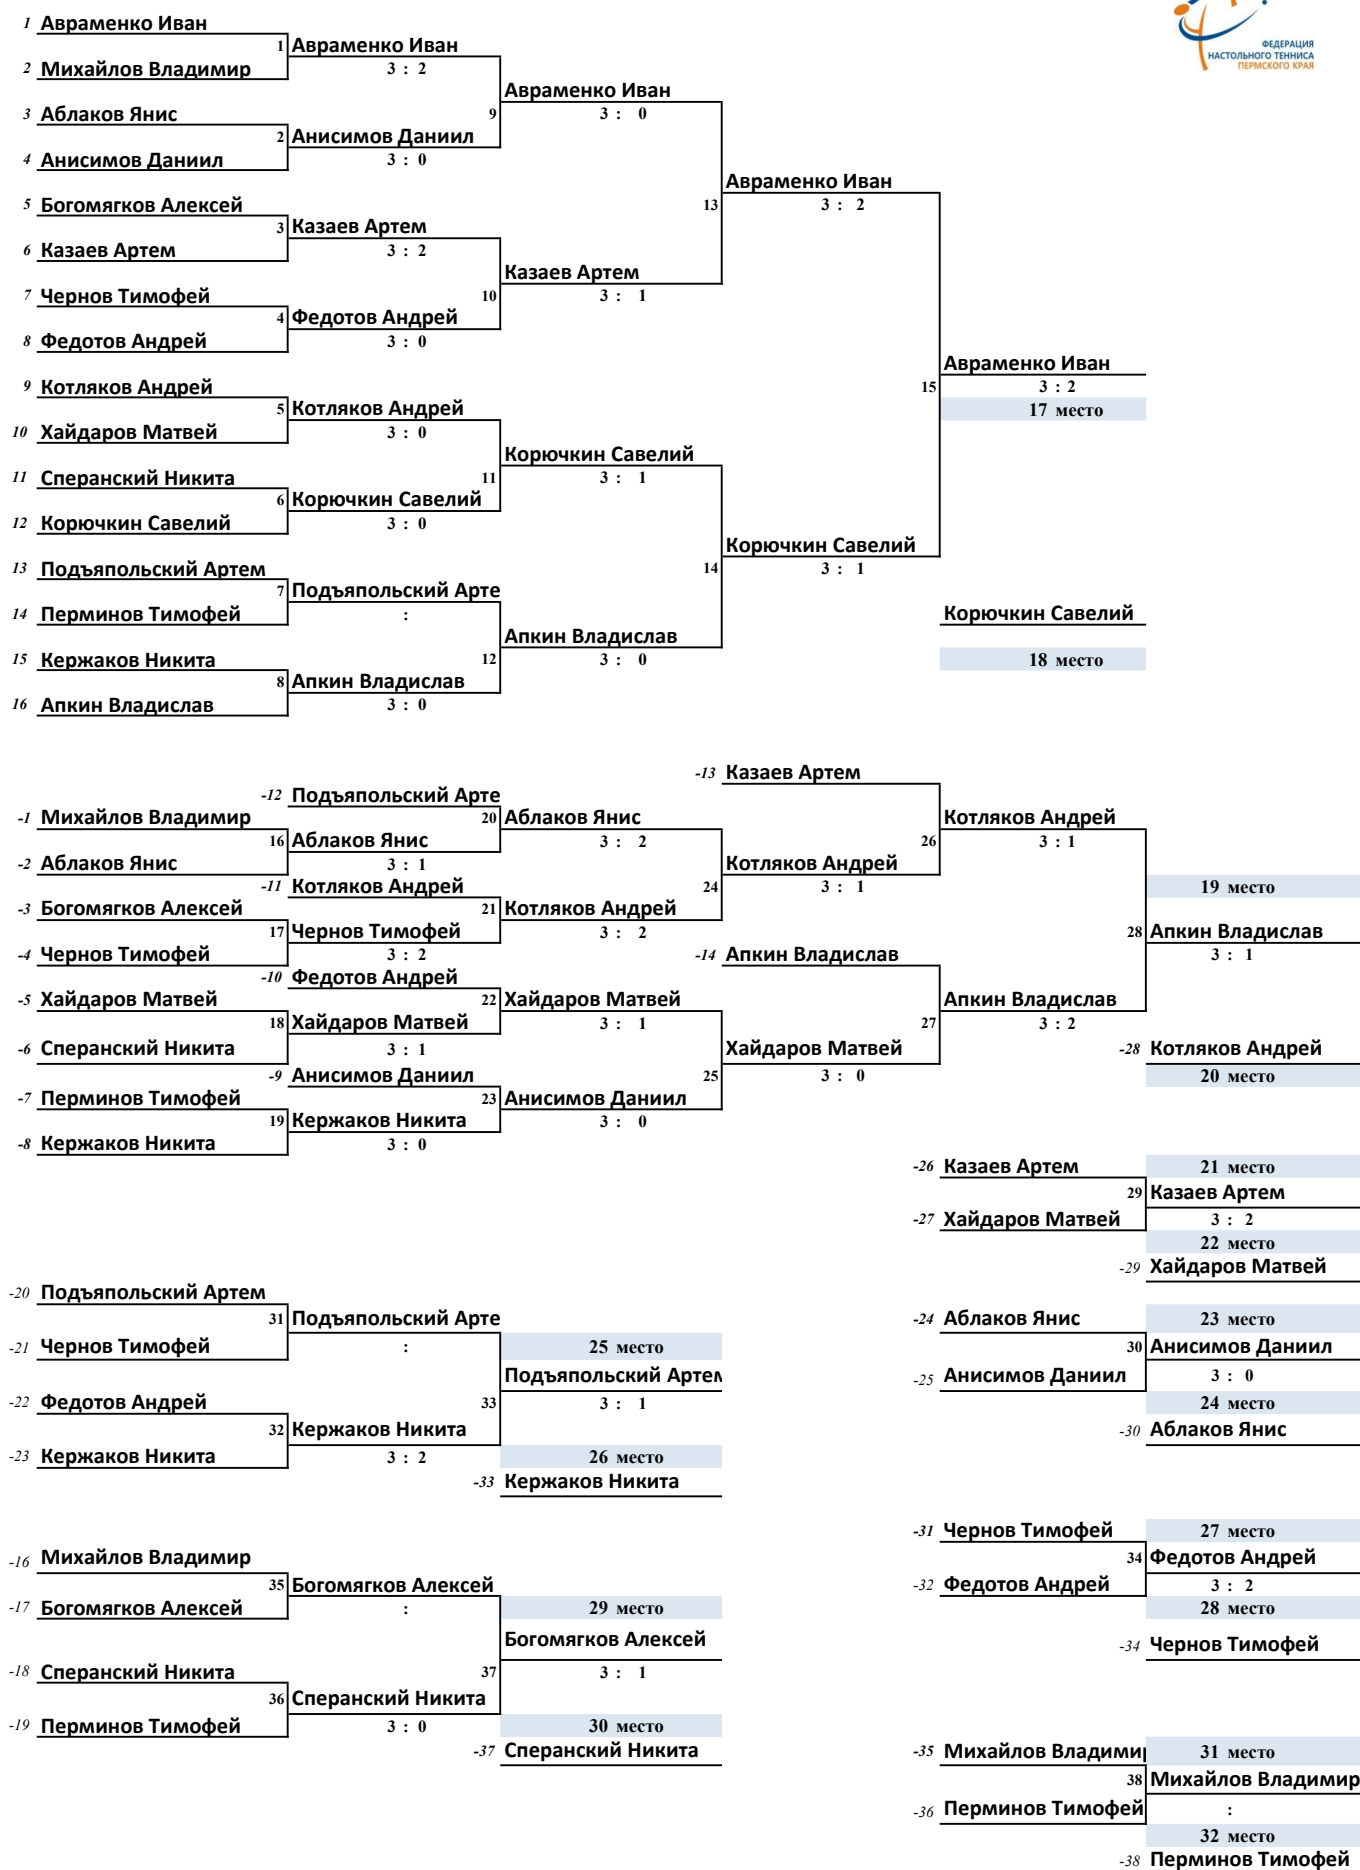 ФЕДЕРАЦИЯ
НАСТОЛЬНОГО ТЕННИСА
ПЕРМСКОГО КРАЯ
1 Авраменко Иван
1 Авраменко Иван
2 Михайлов Владимир 3 : 2
Авраменко Иван
3 Аблаков Янис 9 3 : 0
2 Анисимов Даниил
4 Анисимов Даниил 3 : 0
Авраменко Иван
5 Богомягков Алексей 13 3 : 2
3 Казаев Артем
6 Казаев Артем 3 : 2
Казаев Артем
7 Чернов Тимофей 10 3 : 1
4 Федотов Андрей
8 Федотов Андрей 3 : 0
Авраменко Иван
9 Котляков Андрей 15 3 : 2
5 Котляков Андрей 17 место
10 Хайдаров Матвей 3 : 0
Корючкин Савелий
11 Сперанский Никита 11 3 : 1
6 Корючкин Савелий
12 Корючкин Савелий 3 : 0
Корючкин Савелий
13 Подъяпольский Артем 14 3 : 1
7 Подъяпольский Арте
14 Перминов Тимофей : Корючкин Савелий
Апкин Владислав
15 Кержаков Никита 12 3 : 0 18 место
8 Апкин Владислав
16 Апкин Владислав 3 : 0
-13 Казаев Артем
-12 Подъяпольский Арте
-1 Михайлов Владимир 20 Аблаков Янис Котляков Андрей
16 Аблаков Янис 3 : 2 26 3 : 1
-2 Аблаков Янис 3 : 1 Котляков Андрей
-11 Котляков Андрей 24 3 : 1 19 место
-3 Богомягков Алексей 21 Котляков Андрей
17 Чернов Тимофей 3 : 2 28 Апкин Владислав
-4 Чернов Тимофей 3 : 2 -14 Апкин Владислав 3 : 1
-10 Федотов Андрей
-5 Хайдаров Матвей 22 Хайдаров Матвей Апкин Владислав
18 Хайдаров Матвей 3 : 1 27 3 : 2
-6 Сперанский Никита 3 : 1 Хайдаров Матвей -28 Котляков Андрей
-9 Анисимов Даниил 25 3 : 0 20 место
-7 Перминов Тимофей 23 Анисимов Даниил
19 Кержаков Никита 3 : 0
-8 Кержаков Никита 3 : 0
-26 Казаев Артем 21 место
29 Казаев Артем
-27 Хайдаров Матвей 3 : 2
22 место
-29 Хайдаров Матвей
-20 Подъяпольский Артем
31 Подъяпольский Арте -24 Аблаков Янис 23 место
-21 Чернов Тимофей : 25 место 30 Анисимов Даниил
Подъяпольский Артем -25 Анисимов Даниил 3 : 0
-22 Федотов Андрей 33 3 : 1 24 место
32 Кержаков Никита -30 Аблаков Янис
-23 Кержаков Никита 3 : 2 26 место
-33 Кержаков Никита
-31 Чернов Тимофей 27 место
-16 Михайлов Владимир 34 Федотов Андрей
35 Богомягков Алексей -32 Федотов Андрей 3 : 2
-17 Богомягков Алексей : 29 место 28 место
Богомягков Алексей -34 Чернов Тимофей
-18 Сперанский Никита 37 3 : 1
36 Сперанский Никита
-19 Перминов Тимофей 3 : 0 30 место
-37 Сперанский Никита -35 Михайлов Владимир 31 место
38 Михайлов Владимир
-36 Перминов Тимофей :
32 место
-38 Перминов Тимофей